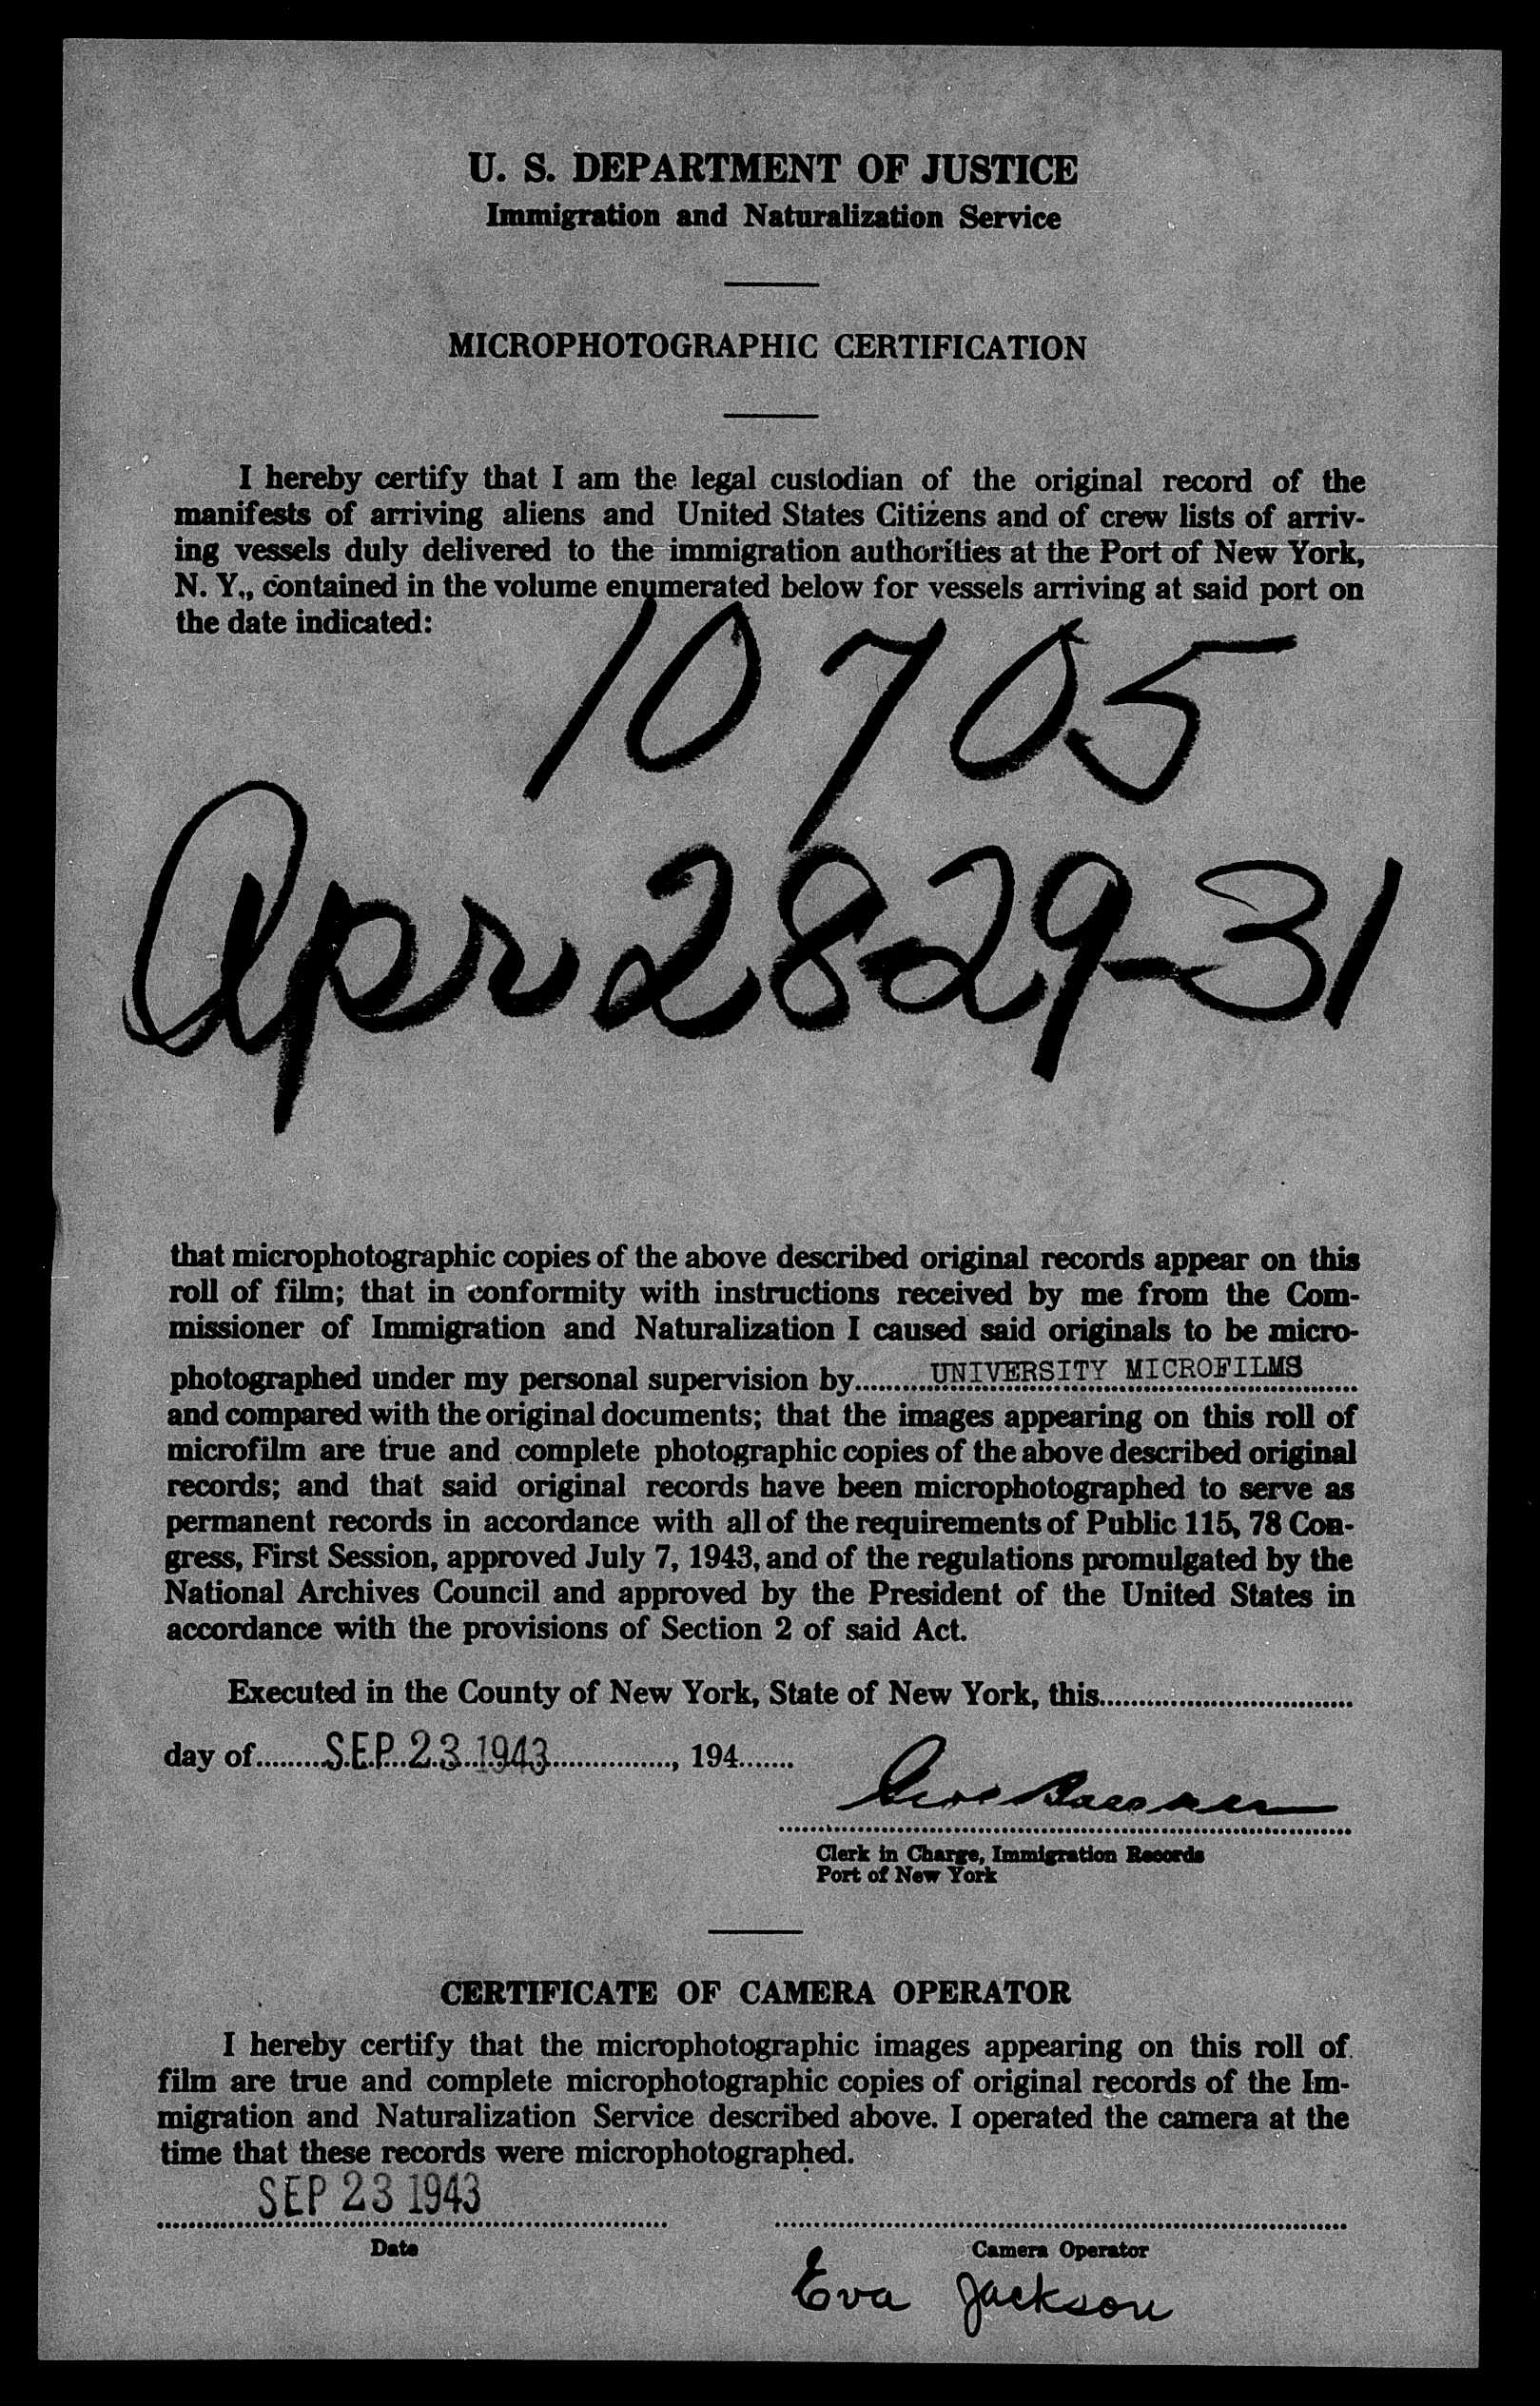 U. S. DEPARTMENT OF JUSTICE
Immigration and Naturalization Service
MICROPHOTOGRAPHIC CERTIFICATION
I hereby certify that I am the legal custodian of the original record of the
manifests of arriving aliens and United States Citizens and of crew lists of arriv-
ing vessels duly delivered to the immigration authorities at the Port of New York,
N. Y., contained in the volume enumerated below for vessels arriving at said port on
the date indicated:
10705
Apr 28-29-31
that microphotographic copies of the above described original records appear on this
roll of film; that in conformity with instructions received by me from the Com-
missioner of Immigration and Naturalization I caused said originals to be micro-
photographed under my personal supervision by UNIVERSITY MICROFILMS
and compared with the original documents; that the images appearing on this roll of
microfilm are true and complete photographic copies of the above described original
records; and that said original records have been microphotographed to serve as
permanent records in accordance with all of the requirements of Public 115, 78 Con-
gress, First Session, approved July 7, 1943, and of the regulations promulgated by the
National Archives Council and approved by the President of the United States in
accordance with the provisions of Section 2 of said Act.
Executed in the County of New York, State of New York, this
day of SEP 23 1943, 194
Clerk in Charge, Immigration Records
Port of New York
CERTIFICATE OF CAMERA OPERATOR
I hereby certify that the microphotographic images appearing on this roll of
film are true and complete microphotographic copies of original records of the Im-
migration and Naturalization Service described above. I operated the camera at the
time that these records were microphotographed.
SEP 23 1943
Date Camera Operator
Eva Jackson